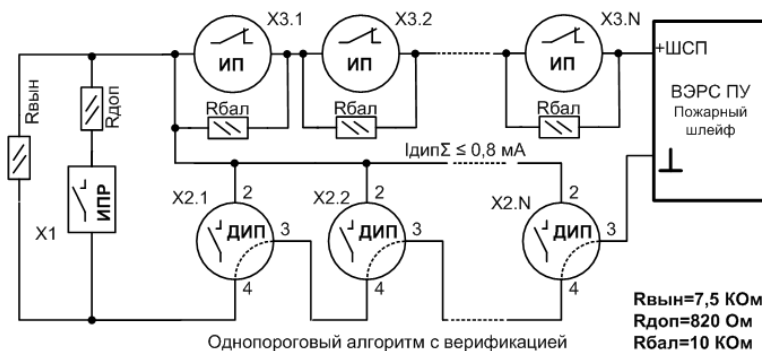 X3.1
X3.2
X3.N
ИП
ИП
ИП
+ШСП
ВЭРС ПУ
Пожарный
шлейф
Rвын
Rдоп
Rбал
Rбал
Rбал
IдипΣ ≤ 0,8 мА
X1
ИПР
X2.1
2
ДИП
3
4
X2.2
2
ДИП
3
4
X2.N
2
ДИП
3
4
Rвын=7,5 КОм
Rдоп=820 Ом
Rбал=10 КОм
Однопороговый алгоритм с верификацией